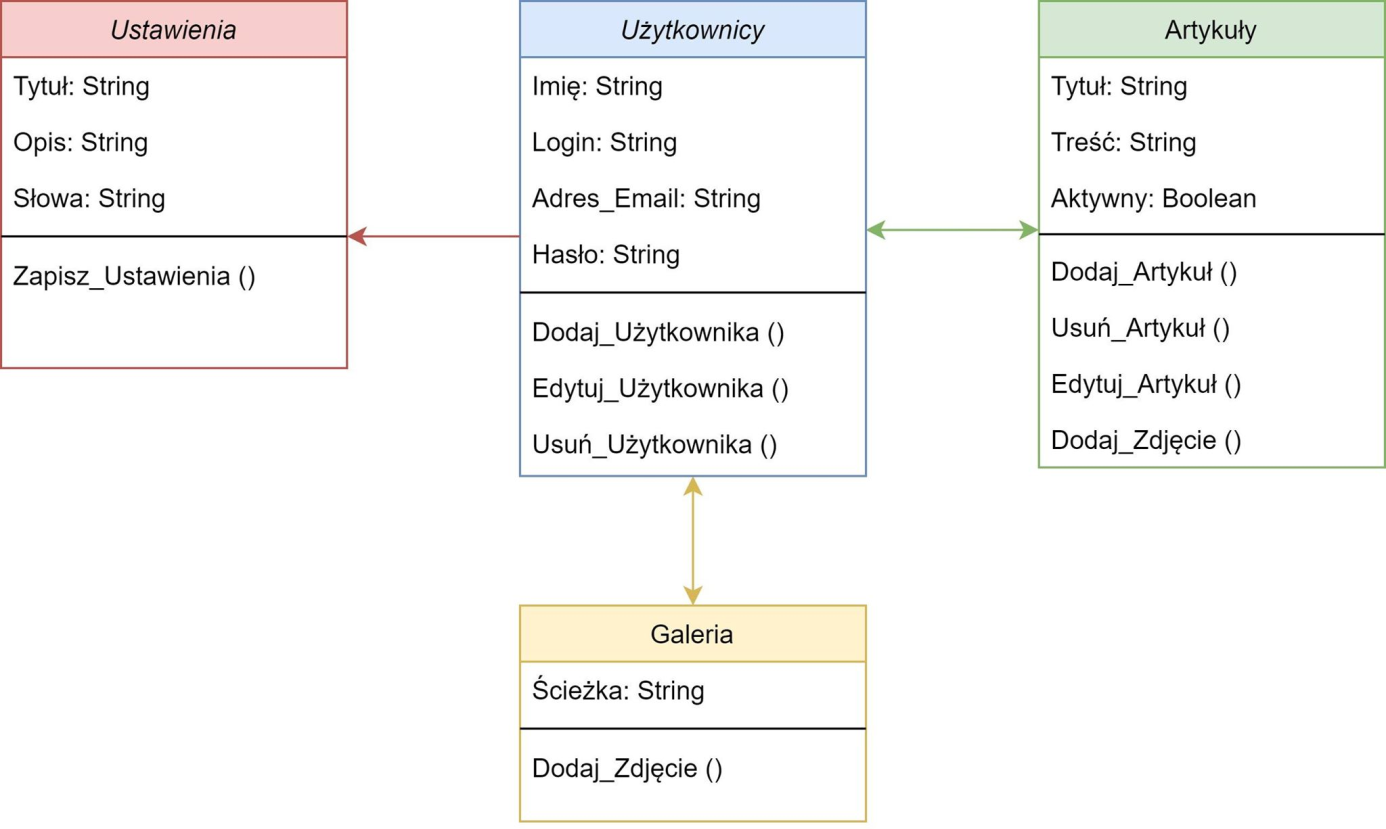 Ustawienia
Tytuł: String
Opis: String
Słowa: String
Zapisz_Ustawienia ()
Użytkownicy
Imię: String
Login: String
Adres_Email: String
Hasło: String
Dodaj_Użytkownika ()
Edytuj_Użytkownika ()
Usuń_Użytkownika ()
Artykuły
Tytuł: String
Treść: String
Aktywny: Boolean
Dodaj_Artykuł ()
Usuń_Artykuł ()
Edytuj_Artykuł ()
Dodaj_Zdjęcie ()
Galeria
Ścieżka: String
Dodaj_Zdjęcie ()